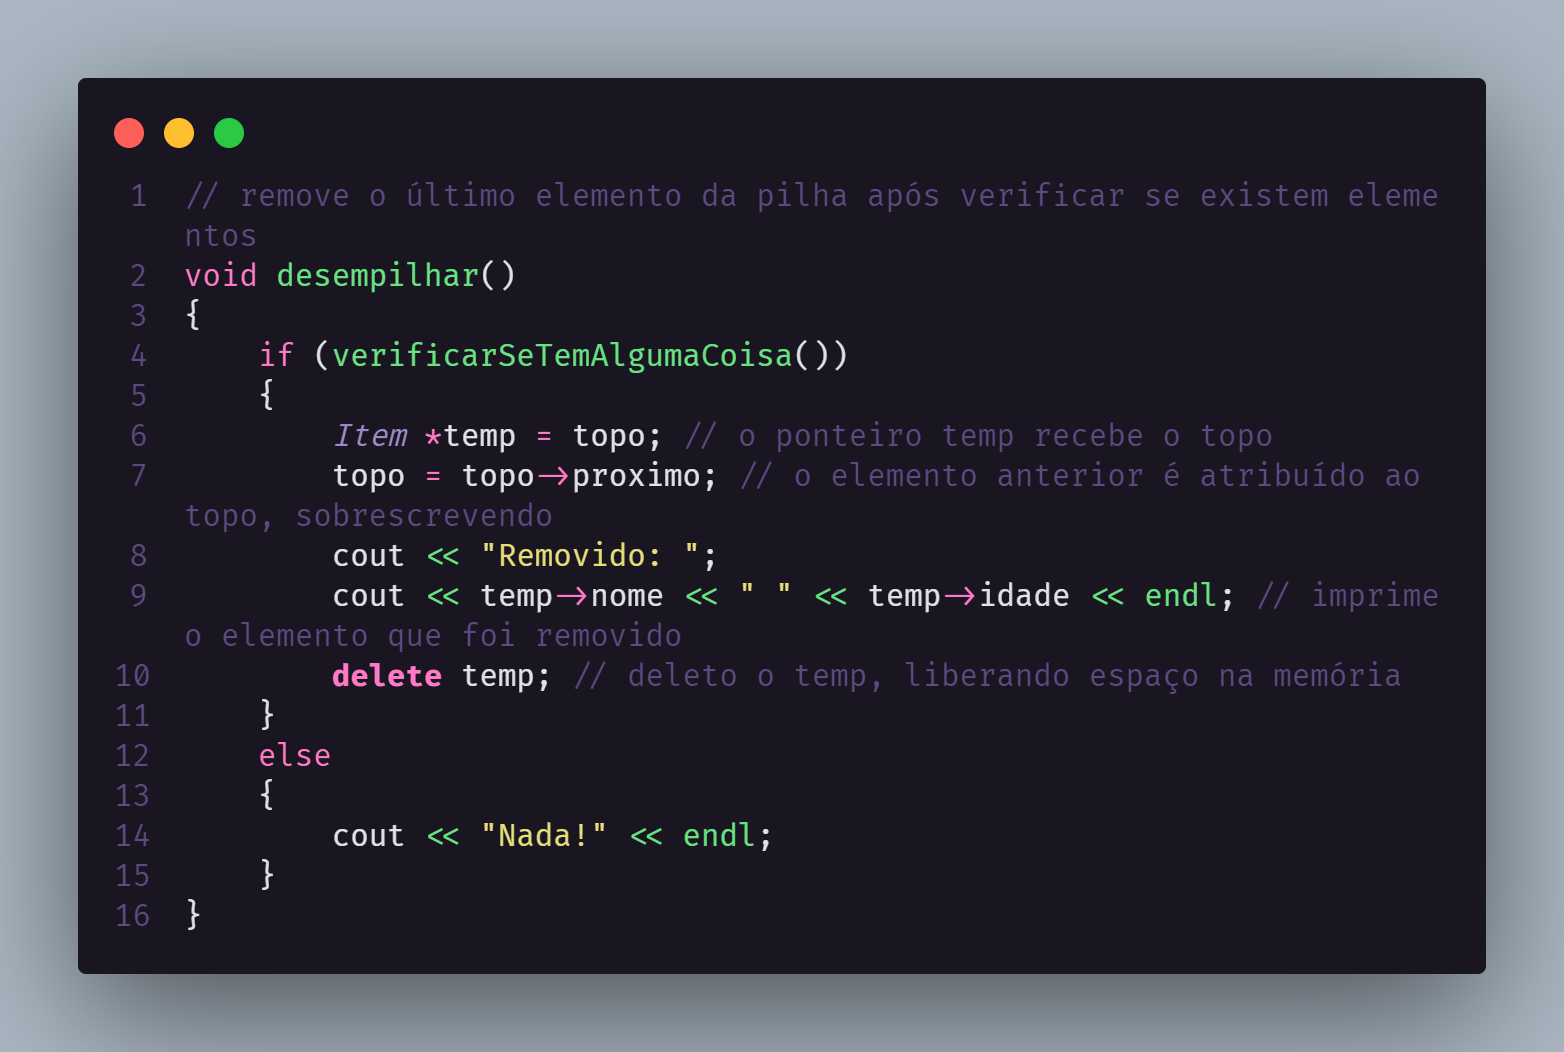 1 // remove o último elemento da pilha após verificar se existem eleme
ntos
2 void desempilhar()
3 {
4     if (verificarSeTemAlgumaCoisa())
5     {
6         Item *temp = topo; // o ponteiro temp recebe o topo
7         topo = topo->proximo; // o elemento anterior é atribuído ao
topo, sobrescrevendo
8         cout << "Removido: ";
9         cout << temp->nome << " " << temp->idade << endl; // imprime
o elemento que foi removido
10         delete temp; // deleto o temp, liberando espaço na memória
11     }
12     else
13     {
14         cout << "Nada!" << endl;
15     }
16 }